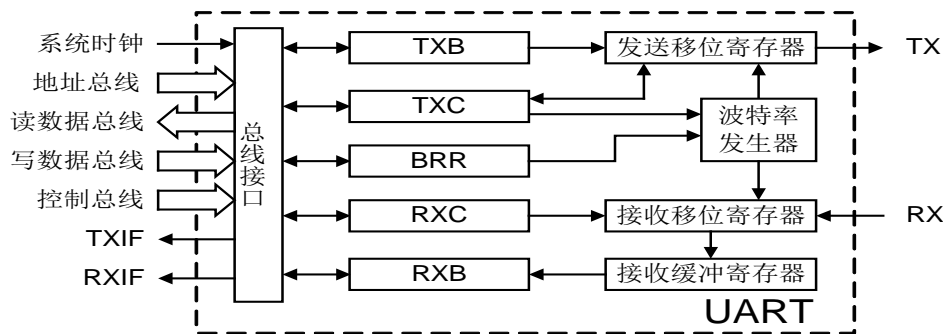 系统时钟
地址总线
读数据总线
写数据总线
控制总线
TXIF
RXIF
总线接口
TXB
TXC
BRR
RXC
RXB
发送移位寄存器
波特率
发生器
接收移位寄存器
接收缓冲寄存器
TX
RX
UART